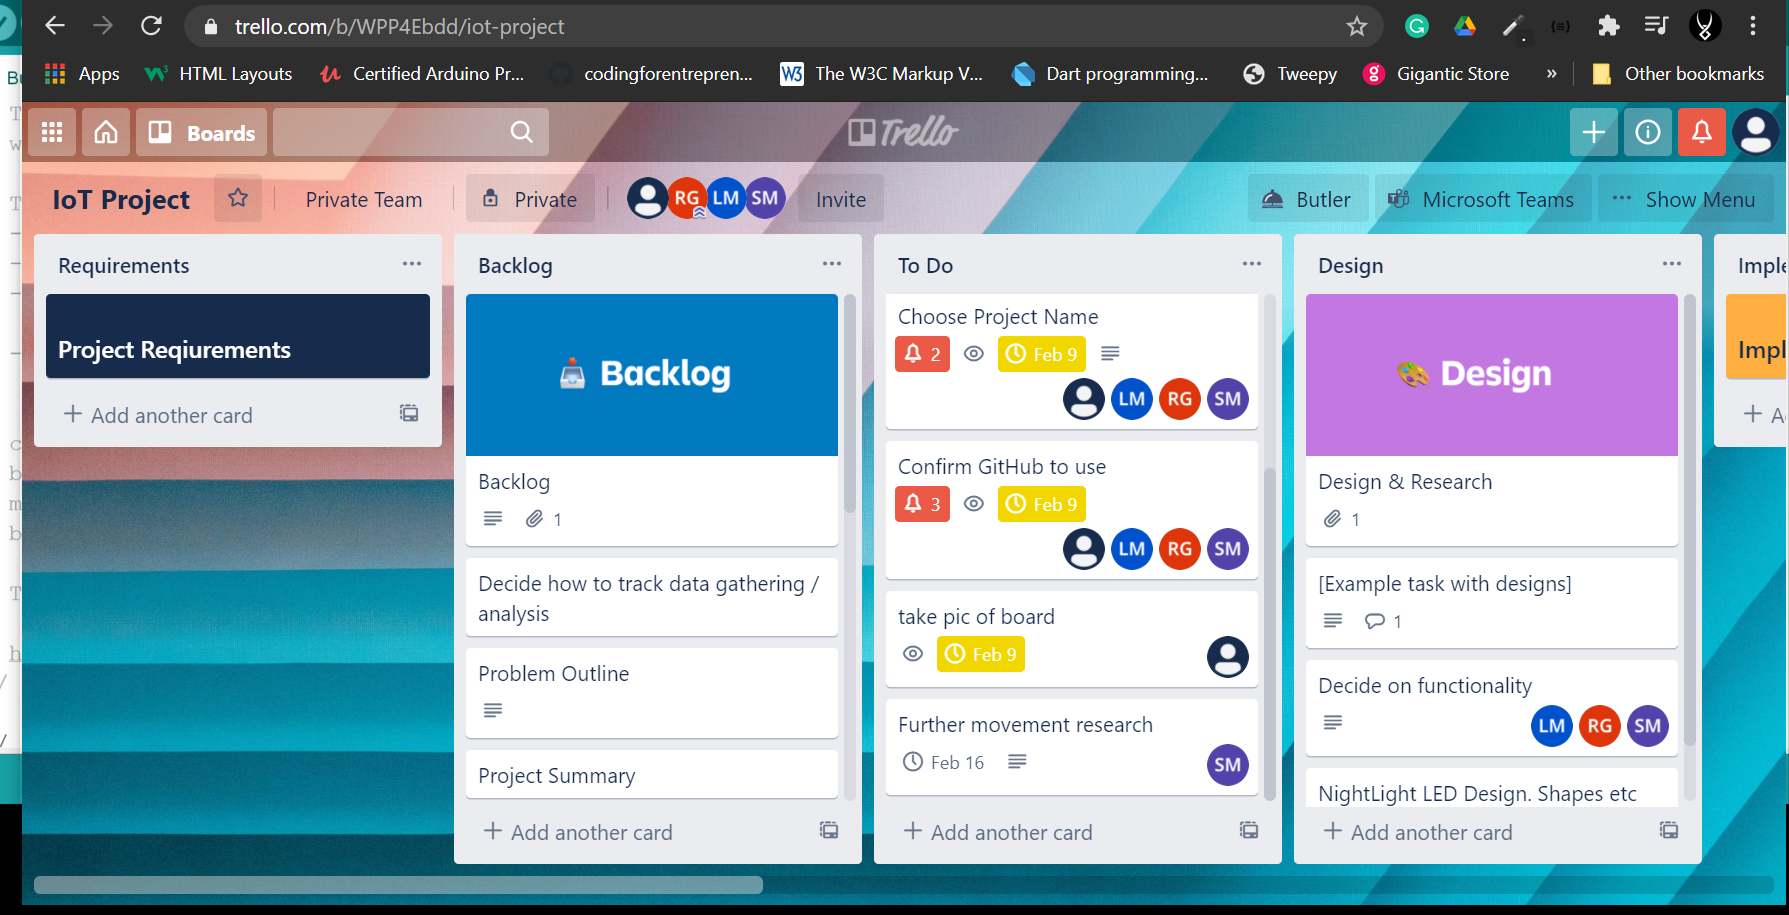 trello.com/b/WPP4Ebdd/iot-project
Apps
HTML Layouts
Certified Arduino Pr...
codingforentrepren...
The W3C Markup V...
Dart programming...
Tweepy
Gigantic Store
»
Other bookmarks
Boards
Trello
IoT Project
Private Team
Private
RG
LM
SM
Invite
Butler
Microsoft Teams
Show Menu
Requirements
Project Reqiurements
Add another card
Backlog
Backlog
Backlog
1
Decide how to track data gathering /
analysis
Problem Outline
Project Summary
Add another card
To Do
Choose Project Name
2
Feb 9
LM
RG
SM
Confirm GitHub to use
3
Feb 9
LM
RG
SM
take pic of board
Feb 9
Further movement research
Feb 16
SM
Add another card
Design
Design
Design & Research
1
[Example task with designs]
1
Decide on functionality
LM
RG
SM
NightLight LED Design. Shapes etc
Add another card
Imple
Impl